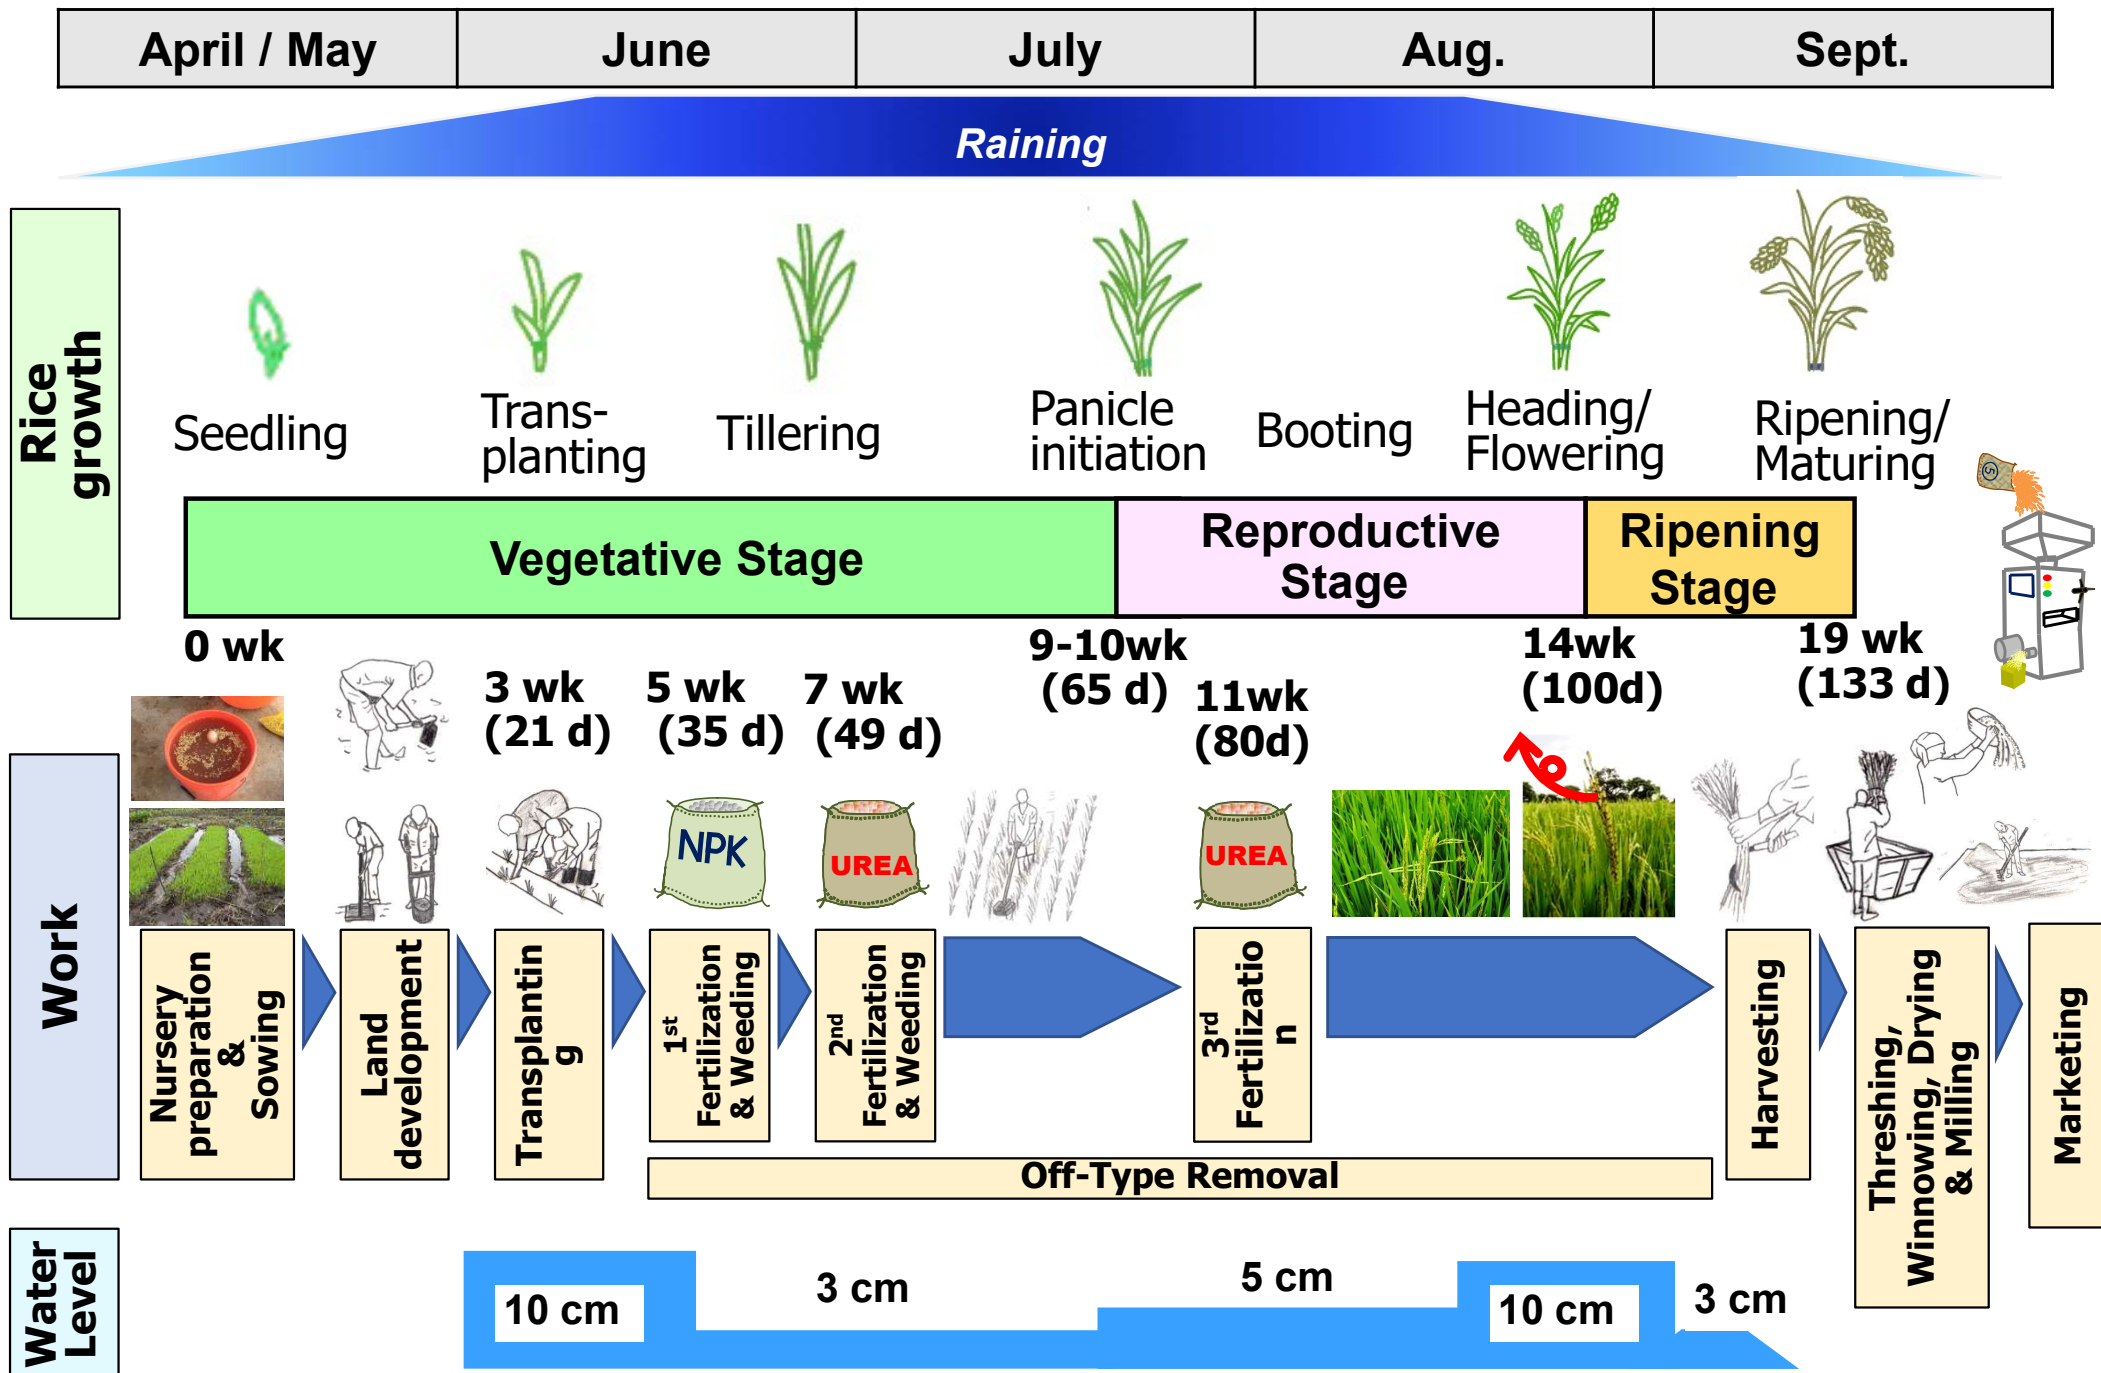 April / May
June
July
Aug.
Sept.
Raining
Rice
growth
Seedling
Trans-
planting
Tillering
Panicle
initiation
Booting
Heading/
Flowering
Ripening/
Maturing
5
Vegetative Stage
Reproductive
Stage
Ripening
Stage
0 wk
3 wk
(21 d)
5 wk
(35 d)
7 wk
(49 d)
9-10wk
(65 d)
11wk
(80d)
14wk
(100d)
19 wk
(133 d)
Work
NPK
UREA
UREA
Nursery
preparation
&
Sowing
Land
development
Transplantin
g
1st
Fertilization
& Weeding
2nd
Fertilization
& Weeding
3rd
Fertilizatio
n
Harvesting
Threshing,
Winnowing, Drying
& Milling
Marketing
Off-Type Removal
Water
Level
10 cm
3 cm
5 cm
10 cm
3 cm